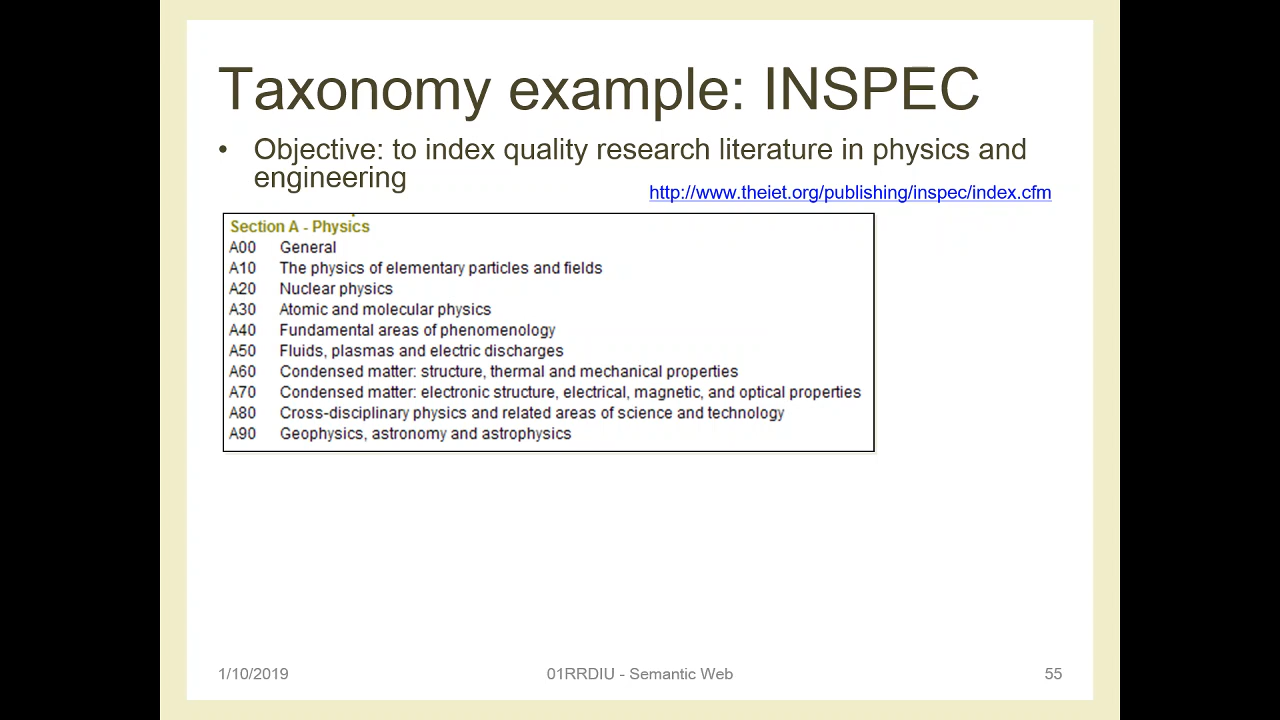 Taxonomy example: INSPEC
• Objective: to index quality research literature in physics and
engineering
http://www.theiet.org/publishing/inspec/index.cfm
Section A - Physics
A00 General
A10 The physics of elementary particles and fields
A20 Nuclear physics
A30 Atomic and molecular physics
A40 Fundamental areas of phenomenology
A50 Fluids, plasmas and electric discharges
A60 Condensed matter: structure, thermal and mechanical properties
A70 Condensed matter: electronic structure, electrical, magnetic, and optical properties
A80 Cross-disciplinary physics and related areas of science and technology
A90 Geophysics, astronomy and astrophysics
1/10/2019 01RRDIU - Semantic Web 55